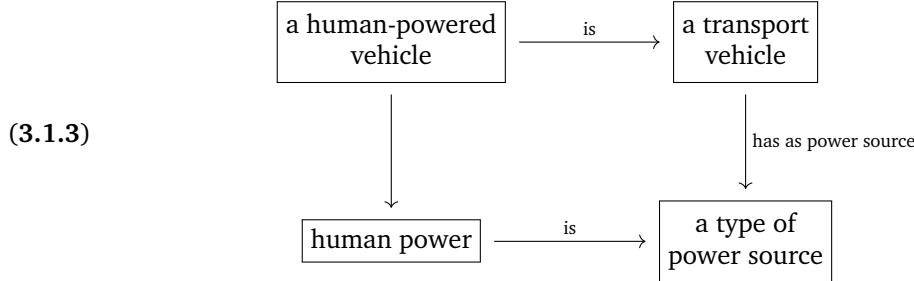 a human-powered
vehicle
is
a transport
vehicle
(3.1.3)
has as power source
human power
is
a type of
power source